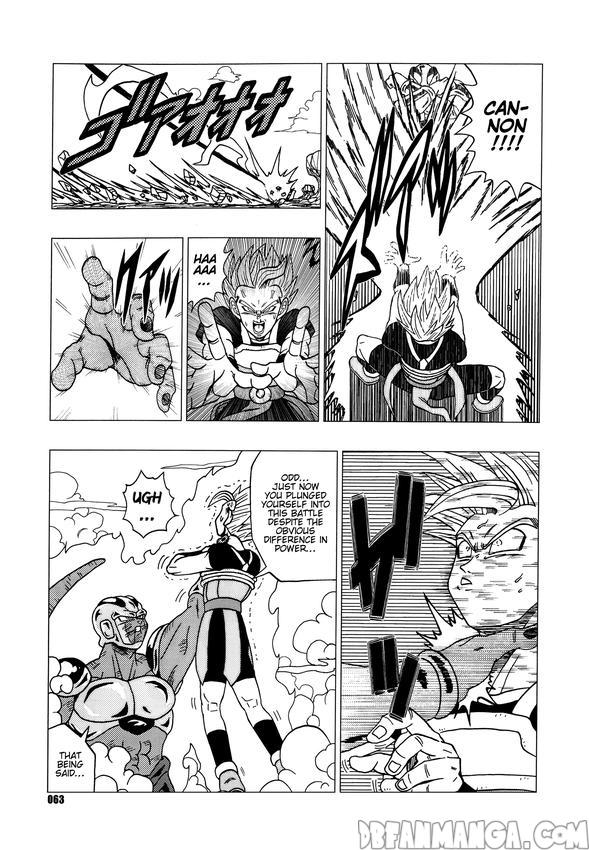 CAN-
NON
!!!!
ゴアオオオ
HAA
AAA
...
ODD...
JUST NOW
YOU PLUNGED
YOURSELF INTO
THIS BATTLE
DESPITE THE
OBVIOUS
DIFFERENCE IN
POWER...
UGH
...
THAT
BEING
SAID...
063
DBFANMANGA.COM